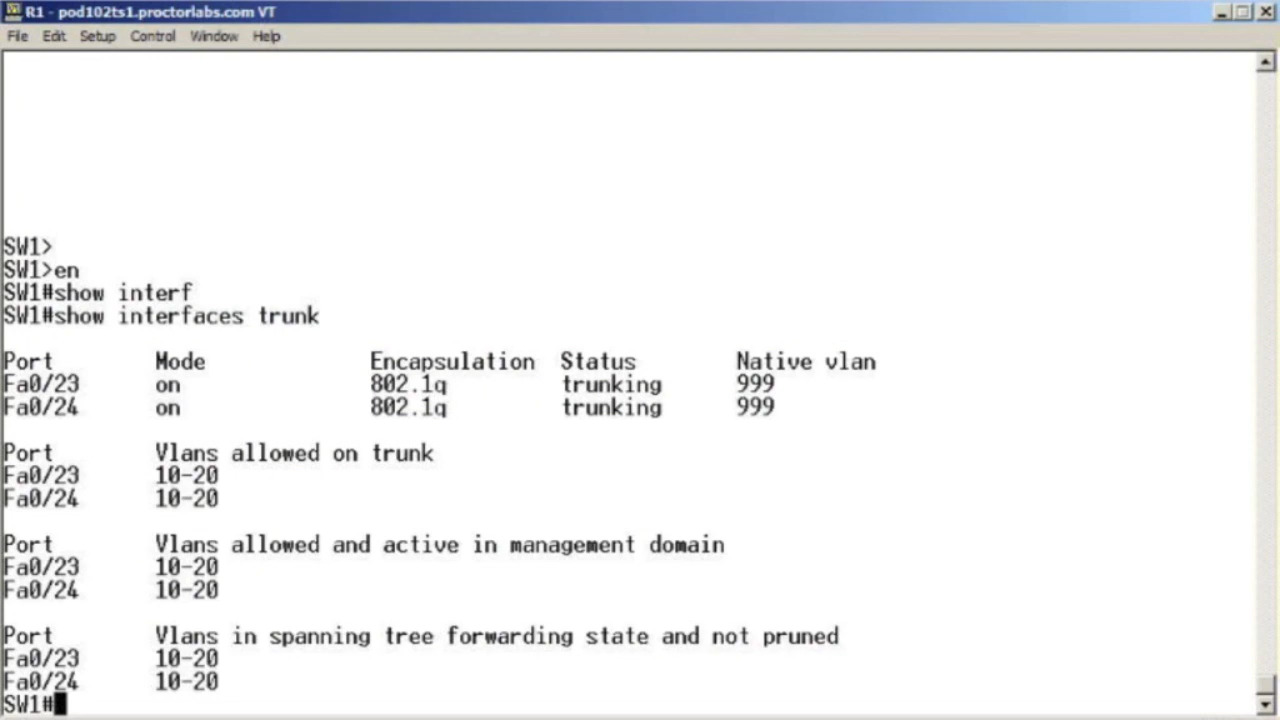 R1 - pod102ts1.proctorlabs.com VT
File Edit Setup Control Window Help
SW1>
SW1>en
SW1#show interf
SW1#show interfaces trunk
Port Mode Encapsulation Status Native vlan
Fa0/23 on 802.1q trunking 999
Fa0/24 on 802.1q trunking 999
Port Vlans allowed on trunk
Fa0/23 10-20
Fa0/24 10-20
Port Vlans allowed and active in management domain
Fa0/23 10-20
Fa0/24 10-20
Port Vlans in spanning tree forwarding state and not pruned
Fa0/23 10-20
Fa0/24 10-20
SW1#